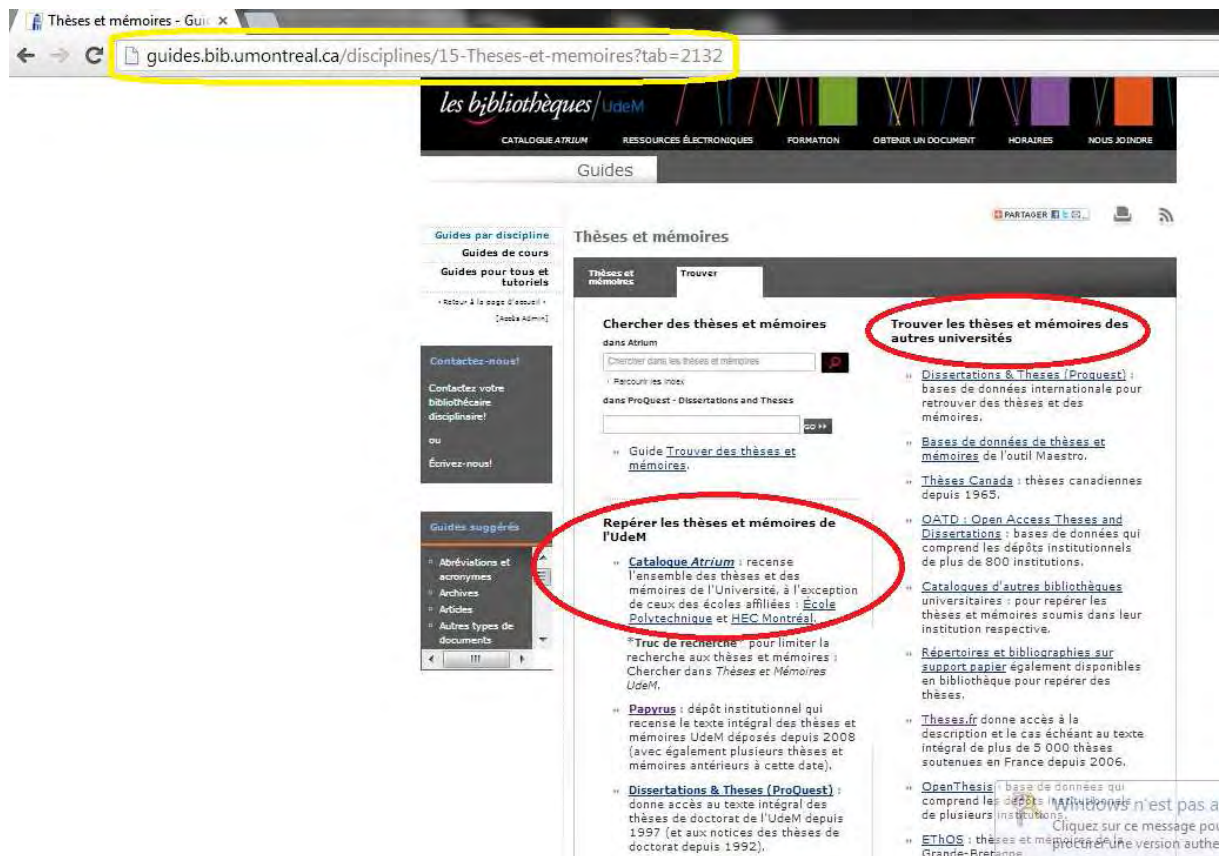 Thèses et mémoires - Gui
guides.bib.umontreal.ca/disciplines/15-Theses-et-memoires?tab=2132
les bibliothèques/UdeM
CATALOGUE ATRIUM RESSOURCES ÉLECTRONIQUES FORMATION OBTENIR UN DOCUMENT HORAIRES NOUS JOINDRE
Guides
PARTAGER
Guides par discipline
Guides de cours
Guides pour tous et
tutoriels
‹ Retour à la page d'accueil ›
[Accès Admin]
Contactez-nous!
Contactez votre
bibliothécaire
disciplinaire!
ou
Écrivez-nous!
Guides suggérés
Abréviations et
acronymes
Archives
Articles
Autres types de
documents
Thèses et mémoires
Thèses et
mémoires
Trouver
Chercher des thèses et mémoires
dans Atrium
Chercher dans les thèses et mémoires
› Parcourir les index
dans ProQuest - Dissertations and Theses
GO ››
» Guide Trouver des thèses et
mémoires.
Repérer les thèses et mémoires de
l'UdeM
» Catalogue Atrium : recense
l'ensemble des thèses et des
mémoires de l'Université, à l'exception
de ceux des écoles affiliées : École
Polytechnique et HEC Montréal.
*Truc de recherche* pour limiter la
recherche aux thèses et mémoires :
Chercher dans Thèses et Mémoires
UdeM.
» Papyrus : dépôt institutionnel qui
recense le texte intégral des thèses et
mémoires UdeM déposés depuis 2008
(avec également plusieurs thèses et
mémoires antérieurs à cette date).
» Dissertations & Theses (ProQuest) :
donne accès au texte intégral des
thèses de doctorat de l'UdeM depuis
1997 (et aux notices des thèses de
doctorat depuis 1992).
Trouver les thèses et mémoires des
autres universités
» Dissertations & Theses (Proquest) :
bases de données internationale pour
retrouver des thèses et des
mémoires.
» Bases de données de thèses et
mémoires de l'outil Maestro.
» Thèses Canada : thèses canadiennes
depuis 1965.
» OATD : Open Access Theses and
Dissertations : bases de données qui
comprend les dépôts institutionnels
de plus de 800 institutions.
» Catalogues d'autres bibliothèques
universitaires : pour repérer les
thèses et mémoires soumis dans leur
institution respective.
» Répertoires et bibliographies sur
support papier également disponibles
en bibliothèque pour repérer des
thèses.
» Theses.fr donne accès à la
description et le cas échéant au texte
intégral de plus de 5 000 thèses
soutenues en France depuis 2006.
» OpenThesis : base de données qui
comprend les dépôts institutionnels
de plusieurs institutions.
» EThOS : thèses et mémoires de la
Grande-Bretagne
Windows n'est pas a
Cliquez sur ce message pou
procurer une version authe